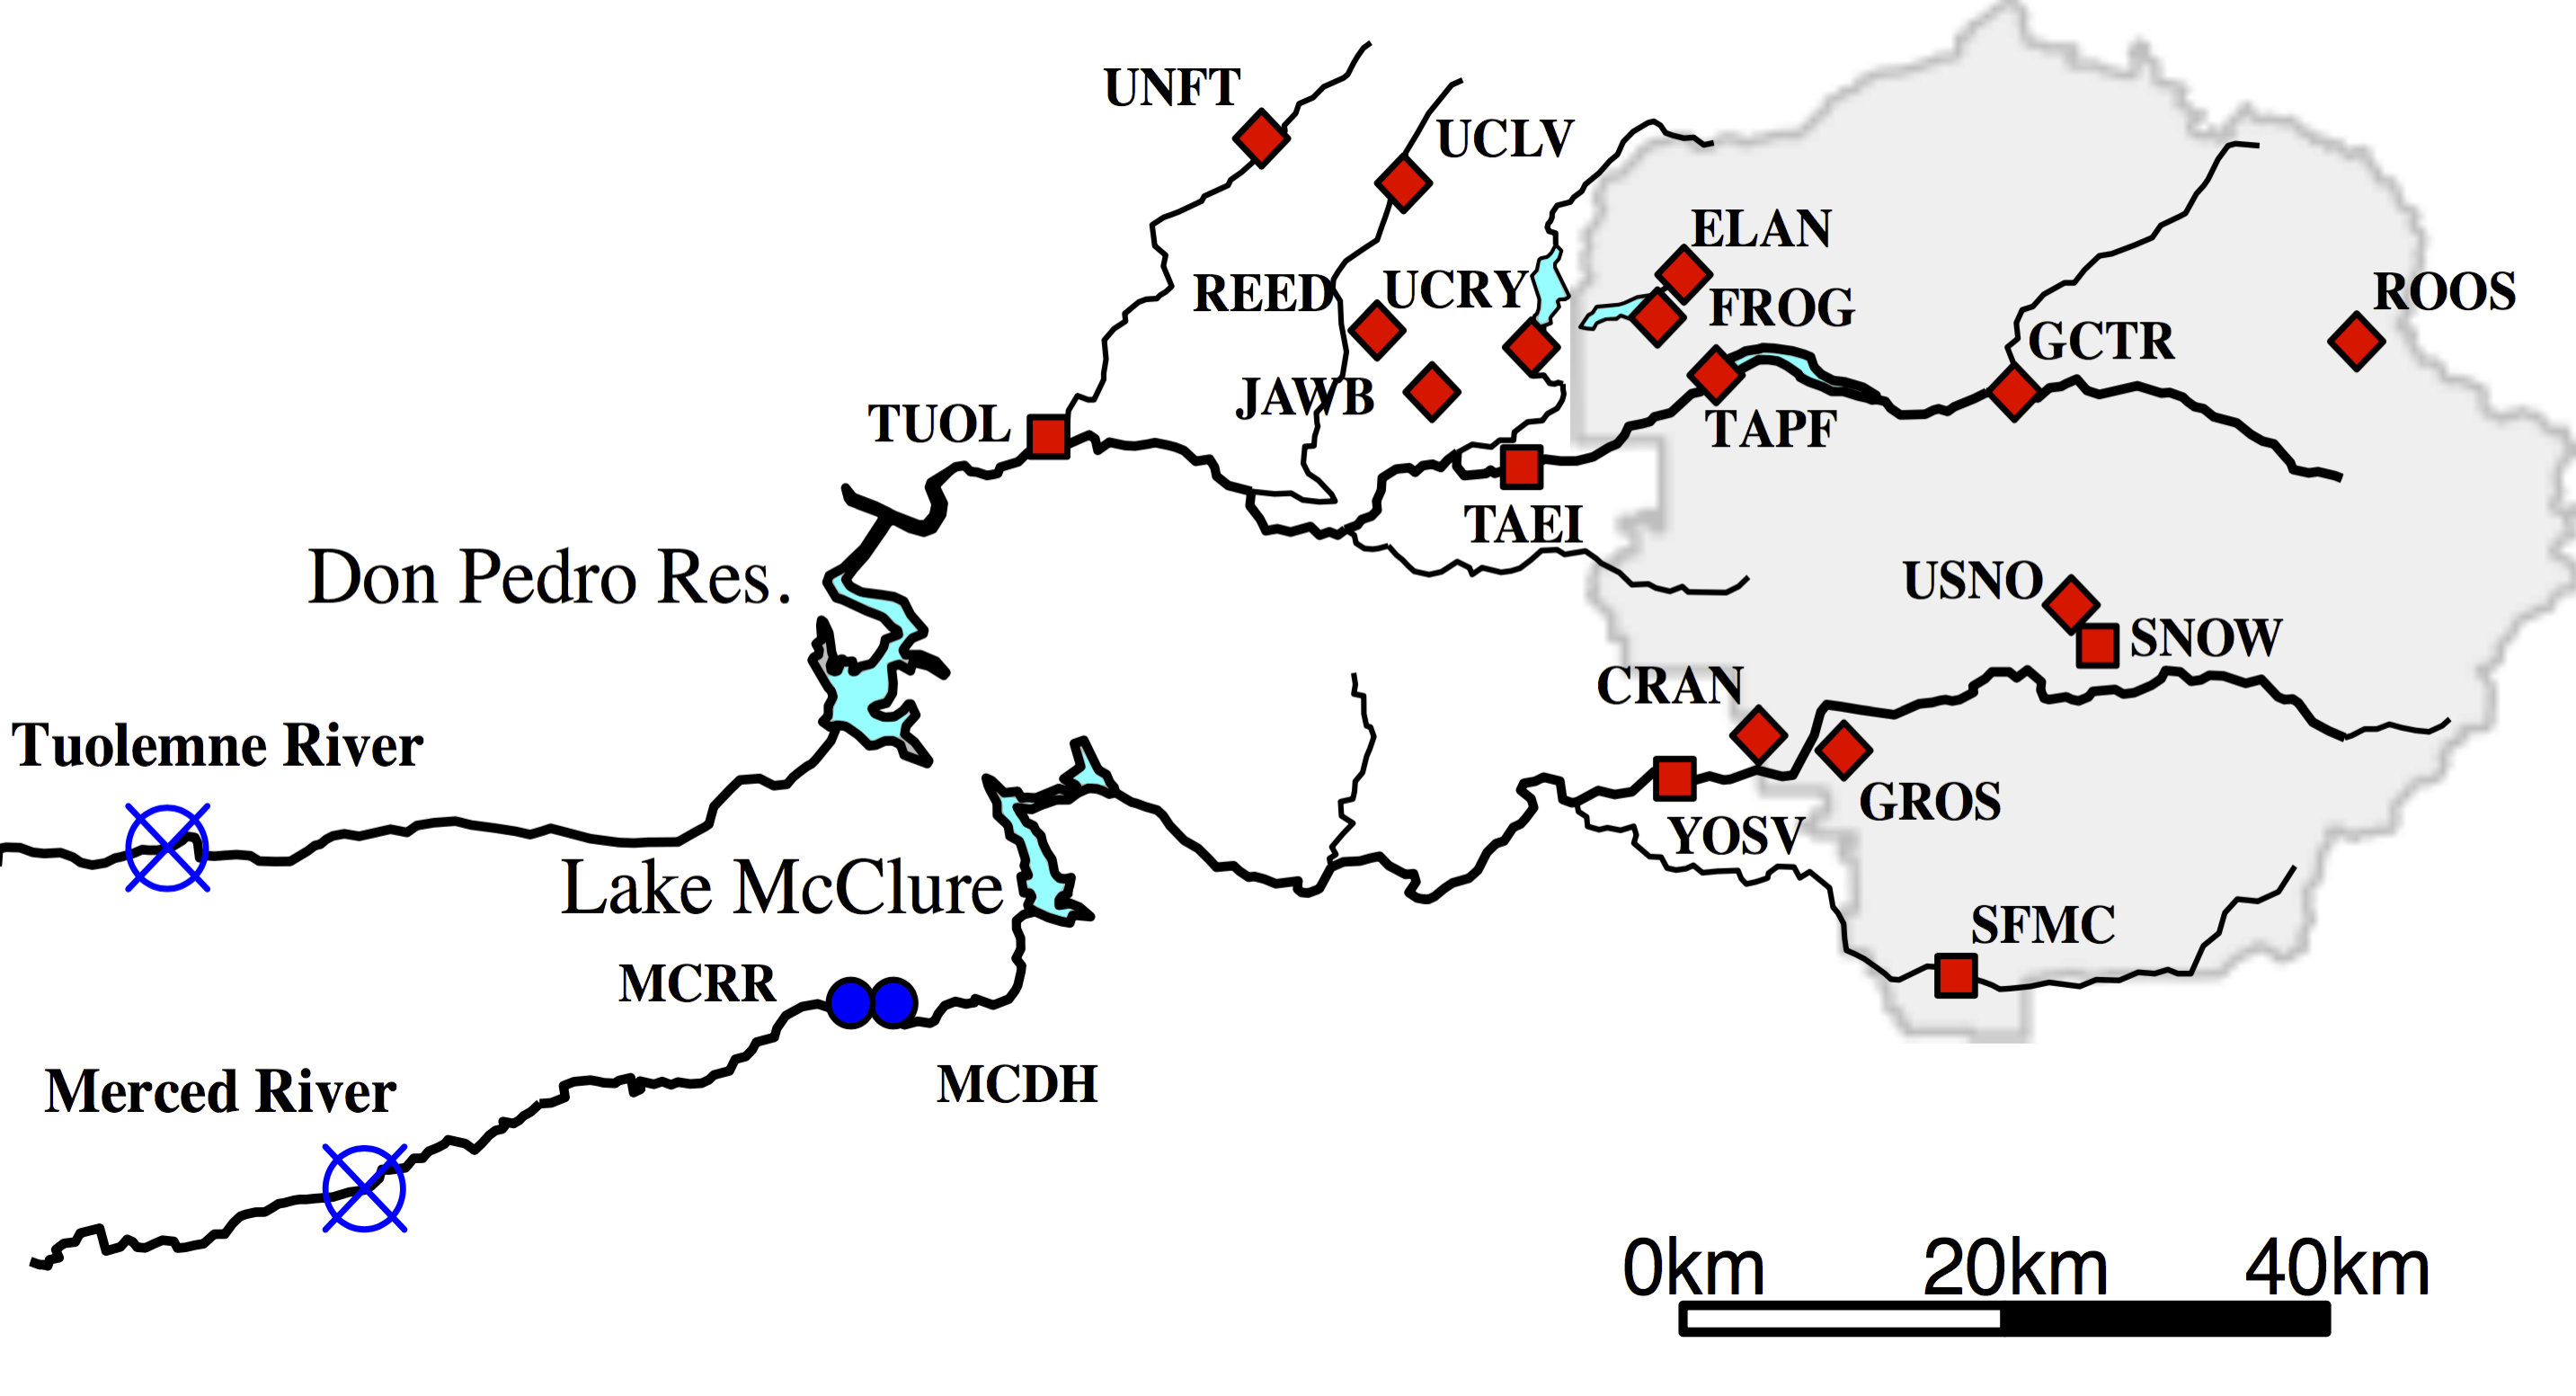 UNFT
UCLV
ELAN
REED
UCRY
FROG
ROOS
GCTR
JAWB
TUOL
TAPF
TAEI
Don Pedro Res.
USNO
SNOW
CRAN
Tuolemne River
GROS
YOSV
Lake McClure
SFMC
MCRR
MCDH
Merced River
0km 20km 40km